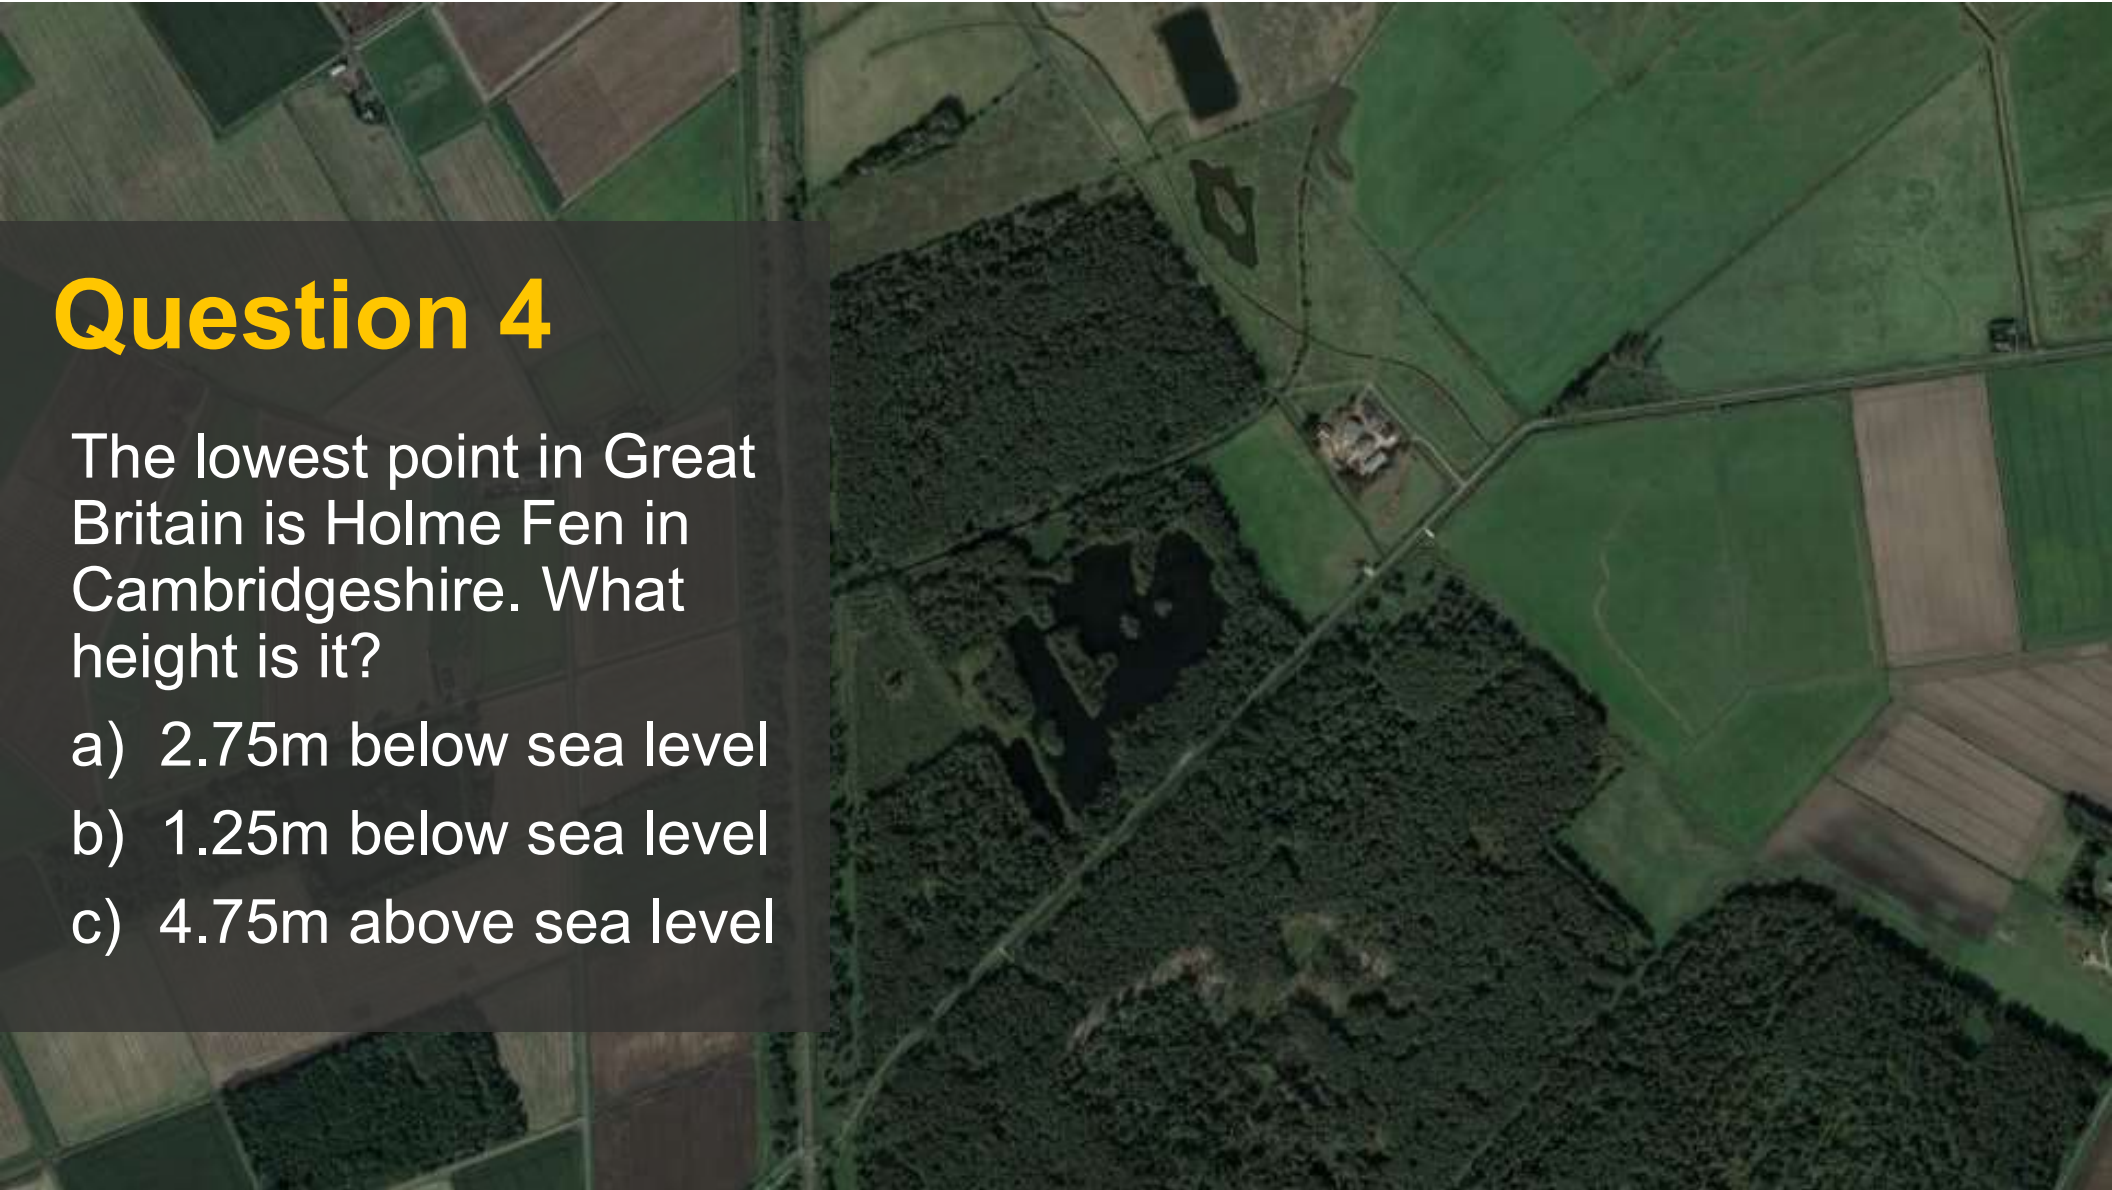 Question 4
The lowest point in Great
Britain is Holme Fen in
Cambridgeshire. What
height is it?
a) 2.75m below sea level
b) 1.25m below sea level
c) 4.75m above sea level